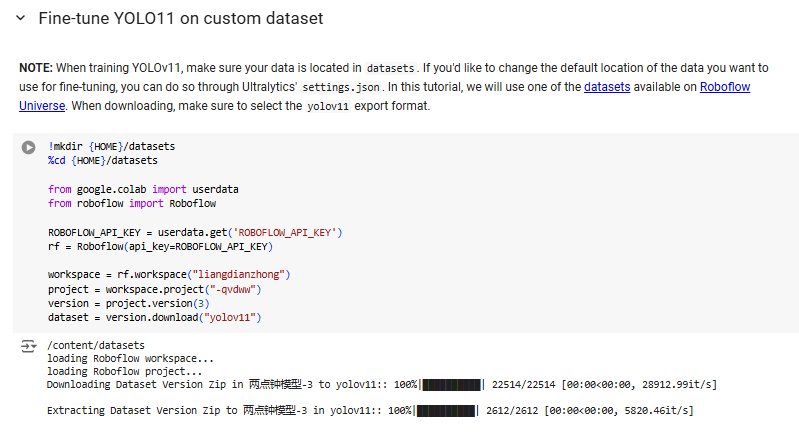 Fine-tune YOLO11 on custom dataset
NOTE: When training YOLOv11, make sure your data is located in datasets. If you'd like to change the default location of the data you want to
use for fine-tuning, you can do so through Ultralytics' settings.json. In this tutorial, we will use one of the datasets available on Roboflow
Universe. When downloading, make sure to select the yolov11 export format.
!mkdir {HOME}/datasets
%cd {HOME}/datasets
from google.colab import userdata
from roboflow import Roboflow
ROBOFLOW_API_KEY = userdata.get('ROBOFLOW_API_KEY')
rf = Roboflow(api_key=ROBOFLOW_API_KEY)
workspace = rf.workspace("liangdianzhong")
project = workspace.project("-qvdww")
version = project.version(3)
dataset = version.download("yolov11")
/content/datasets
loading Roboflow workspace...
loading Roboflow project...
Downloading Dataset Version Zip in 两点钟模型-3 to yolov11:: 100%|██████████| 22514/22514 [00:00<00:00, 28912.99it/s]
Extracting Dataset Version Zip to 两点钟模型-3 in yolov11:: 100%|██████████| 2612/2612 [00:00<00:00, 5820.46it/s]